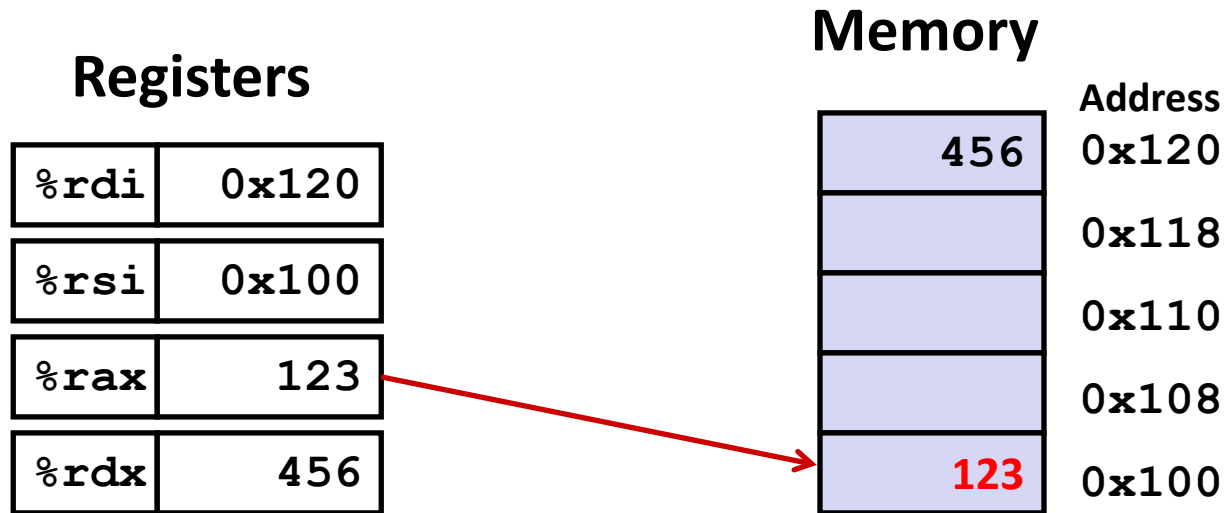 Memory
Registers
Address
%rdi 0x120
%rsi 0x100
%rax 123
%rdx 456
456 0x120
0x118
0x110
0x108
123 0x100